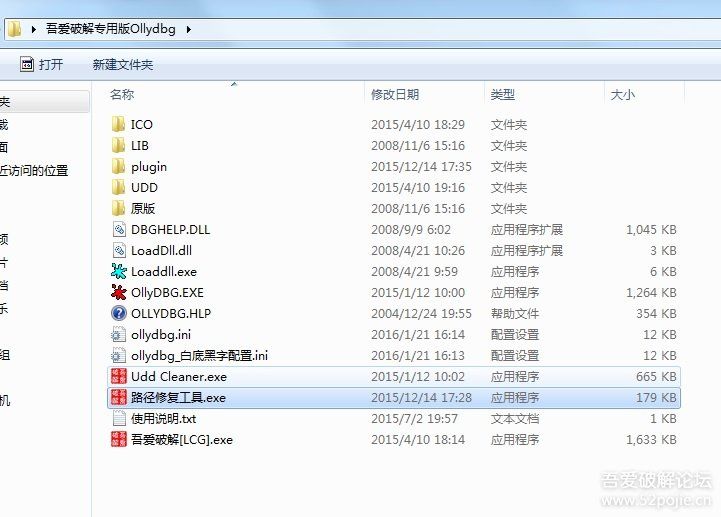 吾爱破解专用版Ollydbg
打开 新建文件夹
名称 修改日期 类型 大小
夹
载
面
近访问的位置
频
片
档
乐
组
机
ICO 2015/4/10 18:29 文件夹
LIB 2008/11/6 15:16 文件夹
plugin 2015/12/14 17:35 文件夹
UDD 2015/4/10 19:16 文件夹
原版 2008/11/6 15:16 文件夹
DBGHELP.DLL 2008/9/9 6:02 应用程序扩展 1,045 KB
LoadDll.dll 2008/4/21 10:26 应用程序扩展 3 KB
Loaddll.exe 2008/4/21 9:59 应用程序 6 KB
OllyDBG.EXE 2015/1/12 10:00 应用程序 1,264 KB
OLLYDBG.HLP 2004/12/24 19:55 帮助文件 354 KB
ollydbg.ini 2016/1/21 16:14 配置设置 12 KB
ollydbg_白底黑字配置.ini 2016/1/21 16:13 配置设置 12 KB
Udd Cleaner.exe 2015/1/12 10:02 应用程序 665 KB
路径修复工具.exe 2015/12/14 17:28 应用程序 179 KB
使用说明.txt 2015/7/2 19:57 文本文档 1 KB
吾爱破解[LCG].exe 2015/4/10 18:14 应用程序 1,633 KB
吾爱破解论坛
www.52pojie.cn